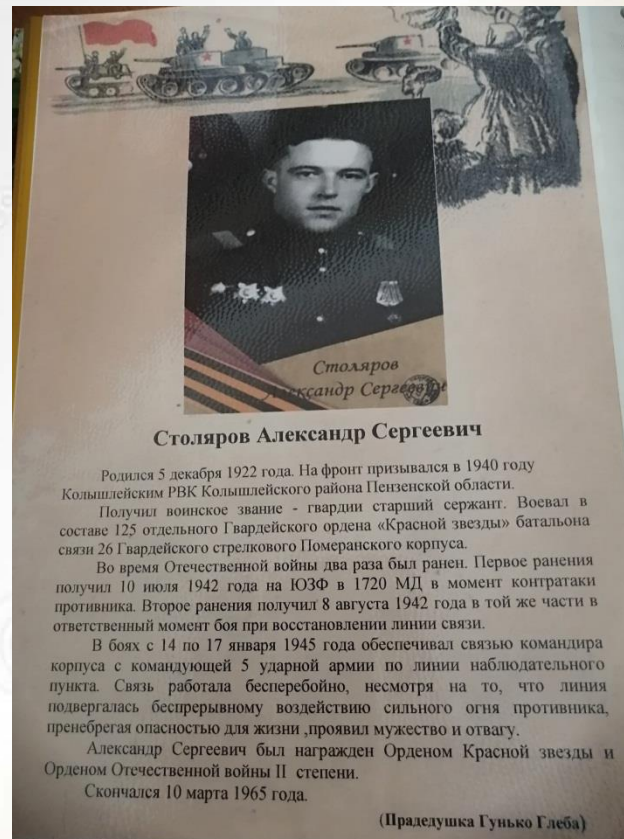 Столяров
Александр Сергеевич
Столяров Александр Сергеевич
Родился 5 декабря 1922 года. На фронт призывался в 1940 году
Колышлейским РВК Колышлейского района Пензенской области.
Получил воинское звание - гвардии старший сержант. Воевал в
составе 125 отдельного Гвардейского ордена «Красной звезды» батальона
связи 26 Гвардейского стрелкового Померанского корпуса.
Во время Отечественной войны два раза был ранен. Первое ранения
получил 10 июля 1942 года на ЮЗФ в 1720 МД в момент контратаки
противника. Второе ранения получил 8 августа 1942 года в той же части в
ответственный момент боя при восстановлении линии связи.
В боях с 14 по 17 января 1945 года обеспечивал связью командира
корпуса с командующей 5 ударной армии по линии наблюдательного
пункта. Связь работала бесперебойно, несмотря на то, что линия
подвергалась беспрерывному воздействию сильного огня противника,
пренебрегая опасностью для жизни ,проявил мужество и отвагу.
Александр Сергеевич был награжден Орденом Красной звезды и
Орденом Отечественной войны II степени.
Скончался 10 марта 1965 года.
(Прадедушка Гунько Глеба)